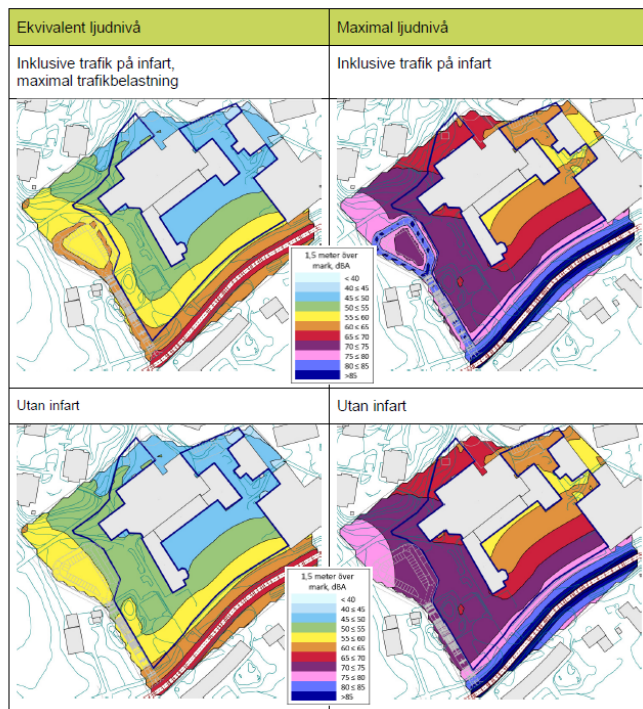 Ekvivalent ljudnivå
Maximal ljudnivå
Inklusive trafik på infart,
maximal trafikbelastning
Inklusive trafik på infart
1,5 meter över
mark, dBA
< 40
40 ≤ 45
45 ≤ 50
50 ≤ 55
55 ≤ 60
60 ≤ 65
65 ≤ 70
70 ≤ 75
75 ≤ 80
80 ≤ 85
>85
Utan infart
Utan infart
1,5 meter över
mark, dBA
< 40
40 ≤ 45
45 ≤ 50
50 ≤ 55
55 ≤ 60
60 ≤ 65
65 ≤ 70
70 ≤ 75
75 ≤ 80
80 ≤ 85
>85